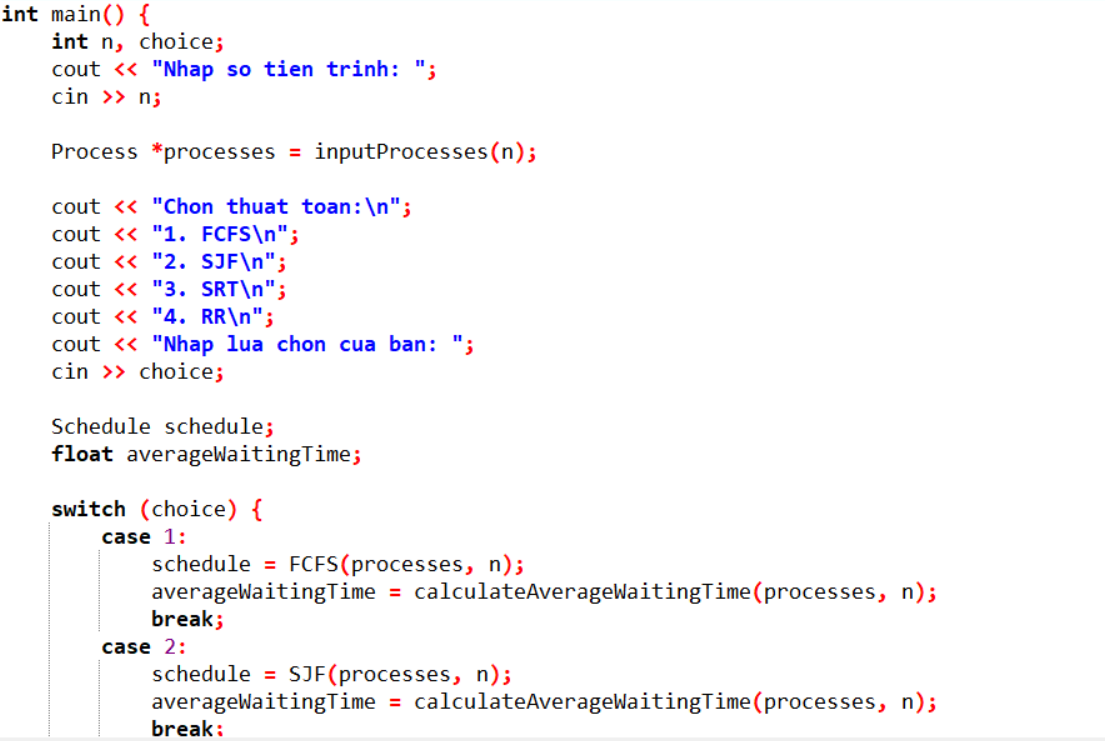 int main() {
    int n, choice;
    cout << "Nhap so tien trinh: ";
    cin >> n;

    Process *processes = inputProcesses(n);

    cout << "Chon thuat toan:\n";
    cout << "1. FCFS\n";
    cout << "2. SJF\n";
    cout << "3. SRT\n";
    cout << "4. RR\n";
    cout << "Nhap lua chon cua ban: ";
    cin >> choice;

    Schedule schedule;
    float averageWaitingTime;

    switch (choice) {
        case 1:
            schedule = FCFS(processes, n);
            averageWaitingTime = calculateAverageWaitingTime(processes, n);
            break;
        case 2:
            schedule = SJF(processes, n);
            averageWaitingTime = calculateAverageWaitingTime(processes, n);
            break;